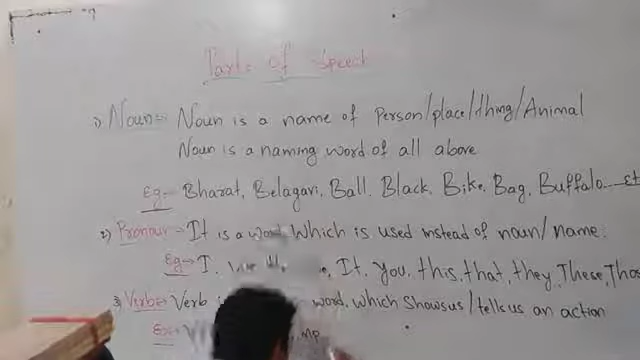 Parts of Speech
1) Noun:- Noun is a name of Person/place/thing/Animal
Noun is a naming word of all above
Eg:- Bharat, Belagavi, Ball, Black, Bike, Bag, Buffalo.....
2) Pronoun - It is a word which is used instead of noun/name.
Eg:- I, It, you, this, that, they, These,
3) Verb:- Verb word, which shows us/tells us an action